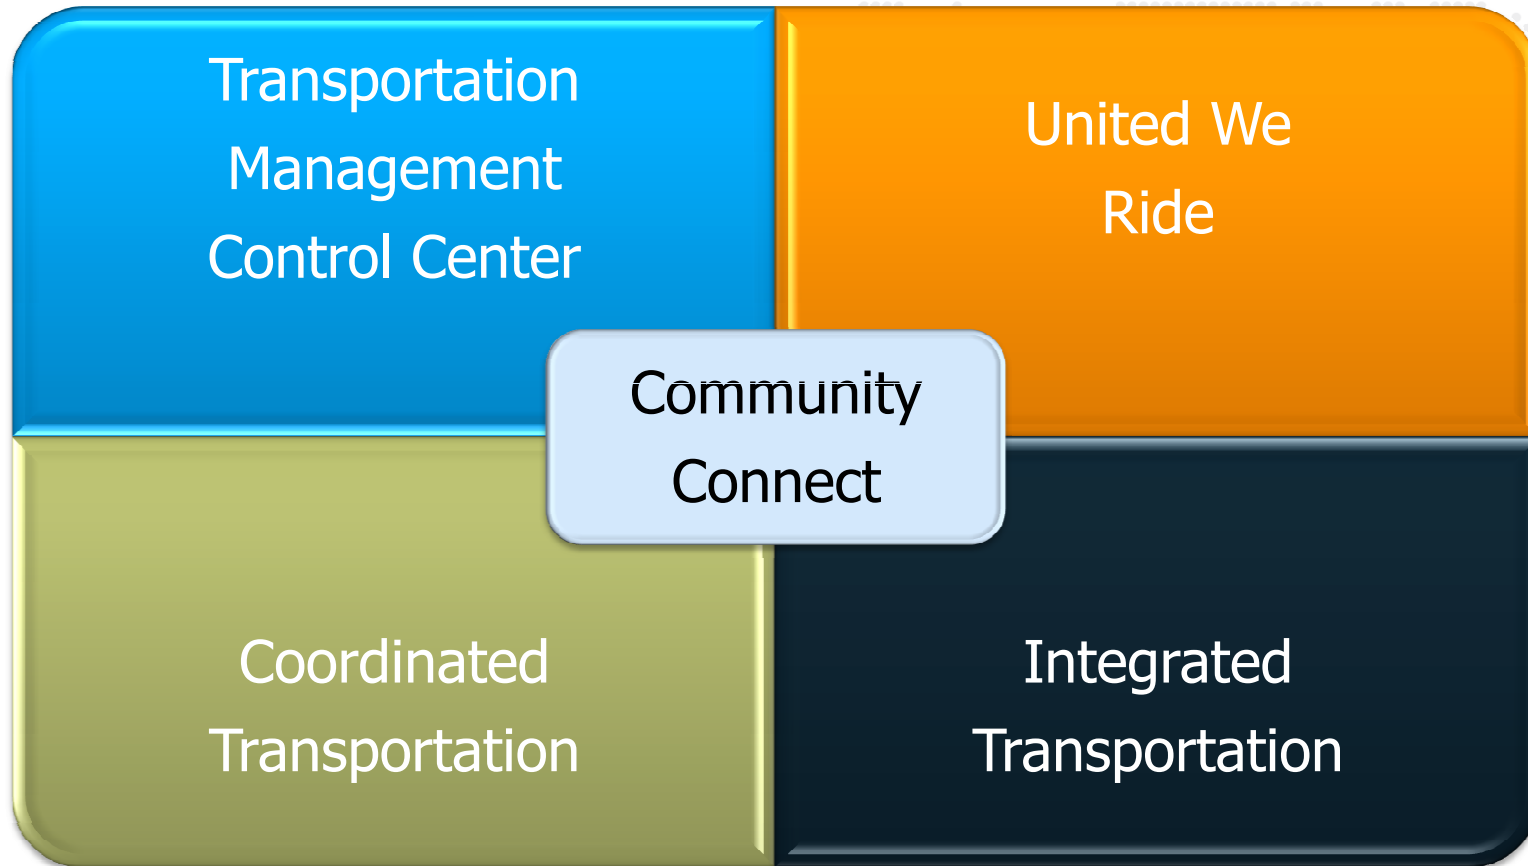 Transportation
Management
Control Center
United We
Ride
Community
Connect
Coordinated
Transportation
Integrated
Transportation